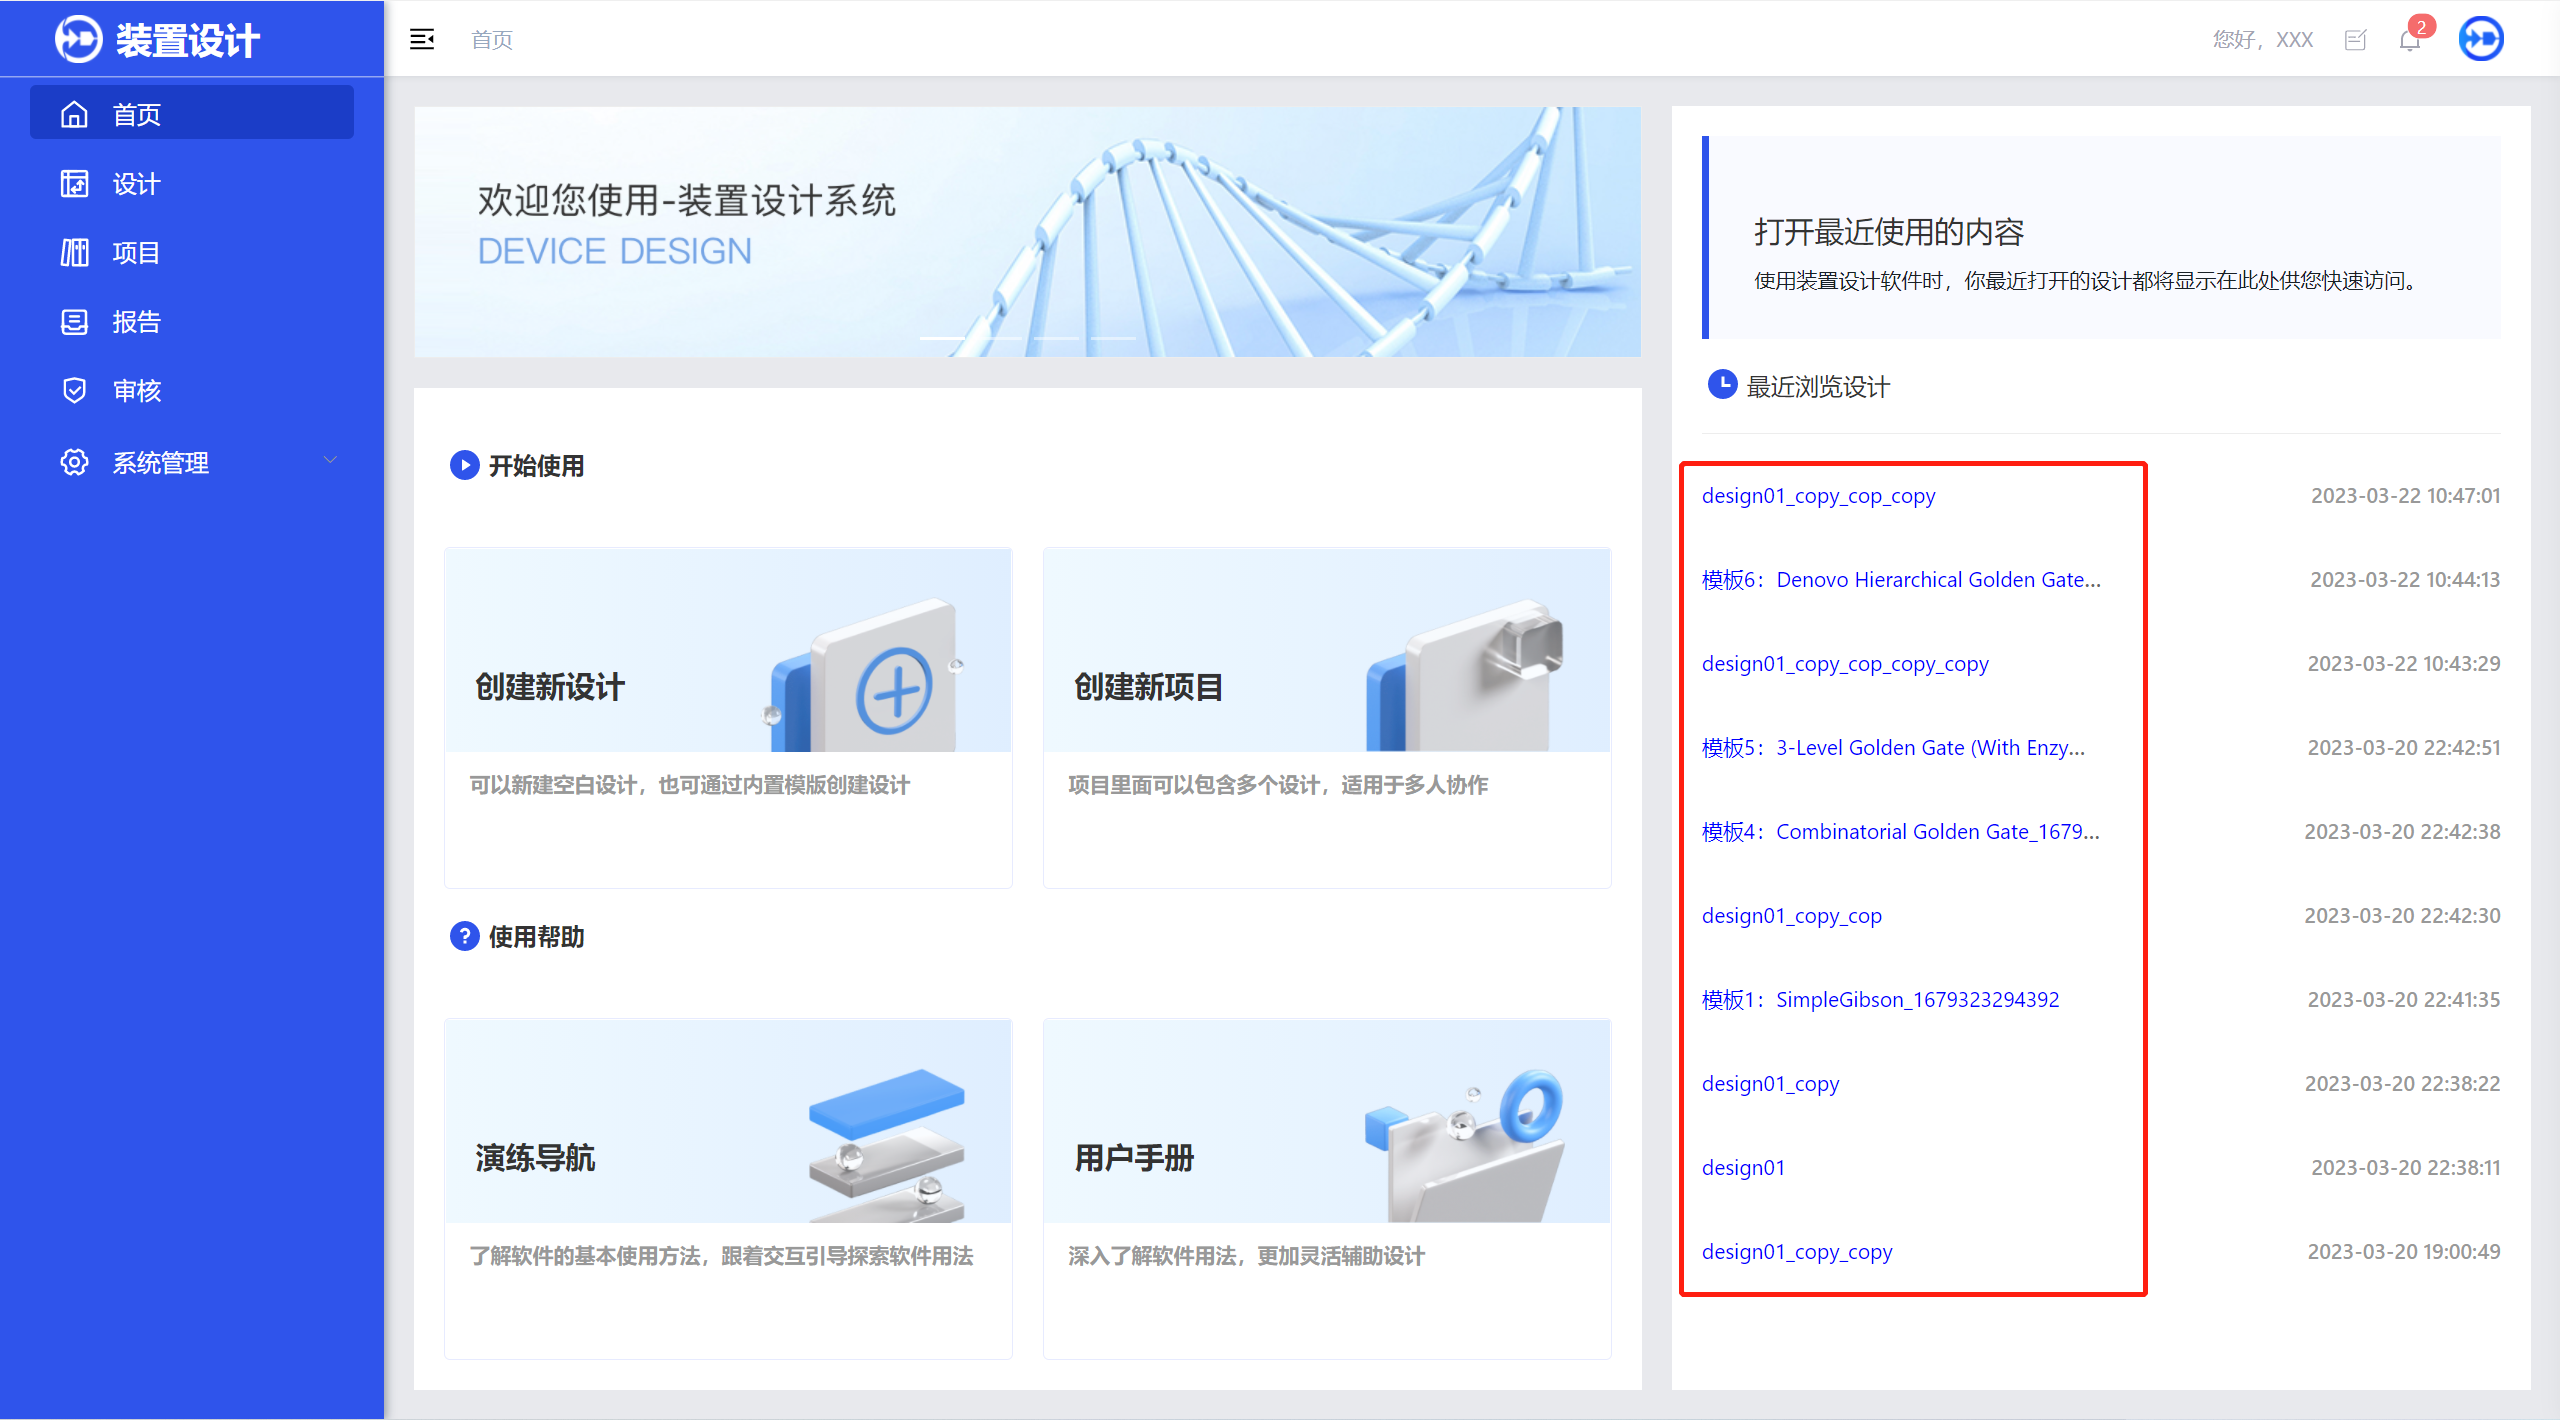 装置设计
首页
设计
项目
报告
审核
系统管理
首页
您好，XXX
2
欢迎您使用-装置设计系统
DEVICE DESIGN
开始使用
创建新设计
可以新建空白设计，也可通过内置模版创建设计
创建新项目
项目里面可以包含多个设计，适用于多人协作
使用帮助
演练导航
了解软件的基本使用方法，跟着交互引导探索软件用法
用户手册
深入了解软件用法，更加灵活辅助设计
打开最近使用的内容
使用装置设计软件时，你最近打开的设计都将显示在此处供您快速访问。
最近浏览设计
design01_copy_cop_copy 2023-03-22 10:47:01
模板6：Denovo Hierarchical Golden Gate... 2023-03-22 10:44:13
design01_copy_cop_copy_copy 2023-03-22 10:43:29
模板5：3-Level Golden Gate (With Enzy... 2023-03-20 22:42:51
模板4：Combinatorial Golden Gate_1679... 2023-03-20 22:42:38
design01_copy_cop 2023-03-20 22:42:30
模板1：SimpleGibson_1679323294392 2023-03-20 22:41:35
design01_copy 2023-03-20 22:38:22
design01 2023-03-20 22:38:11
design01_copy_copy 2023-03-20 19:00:49